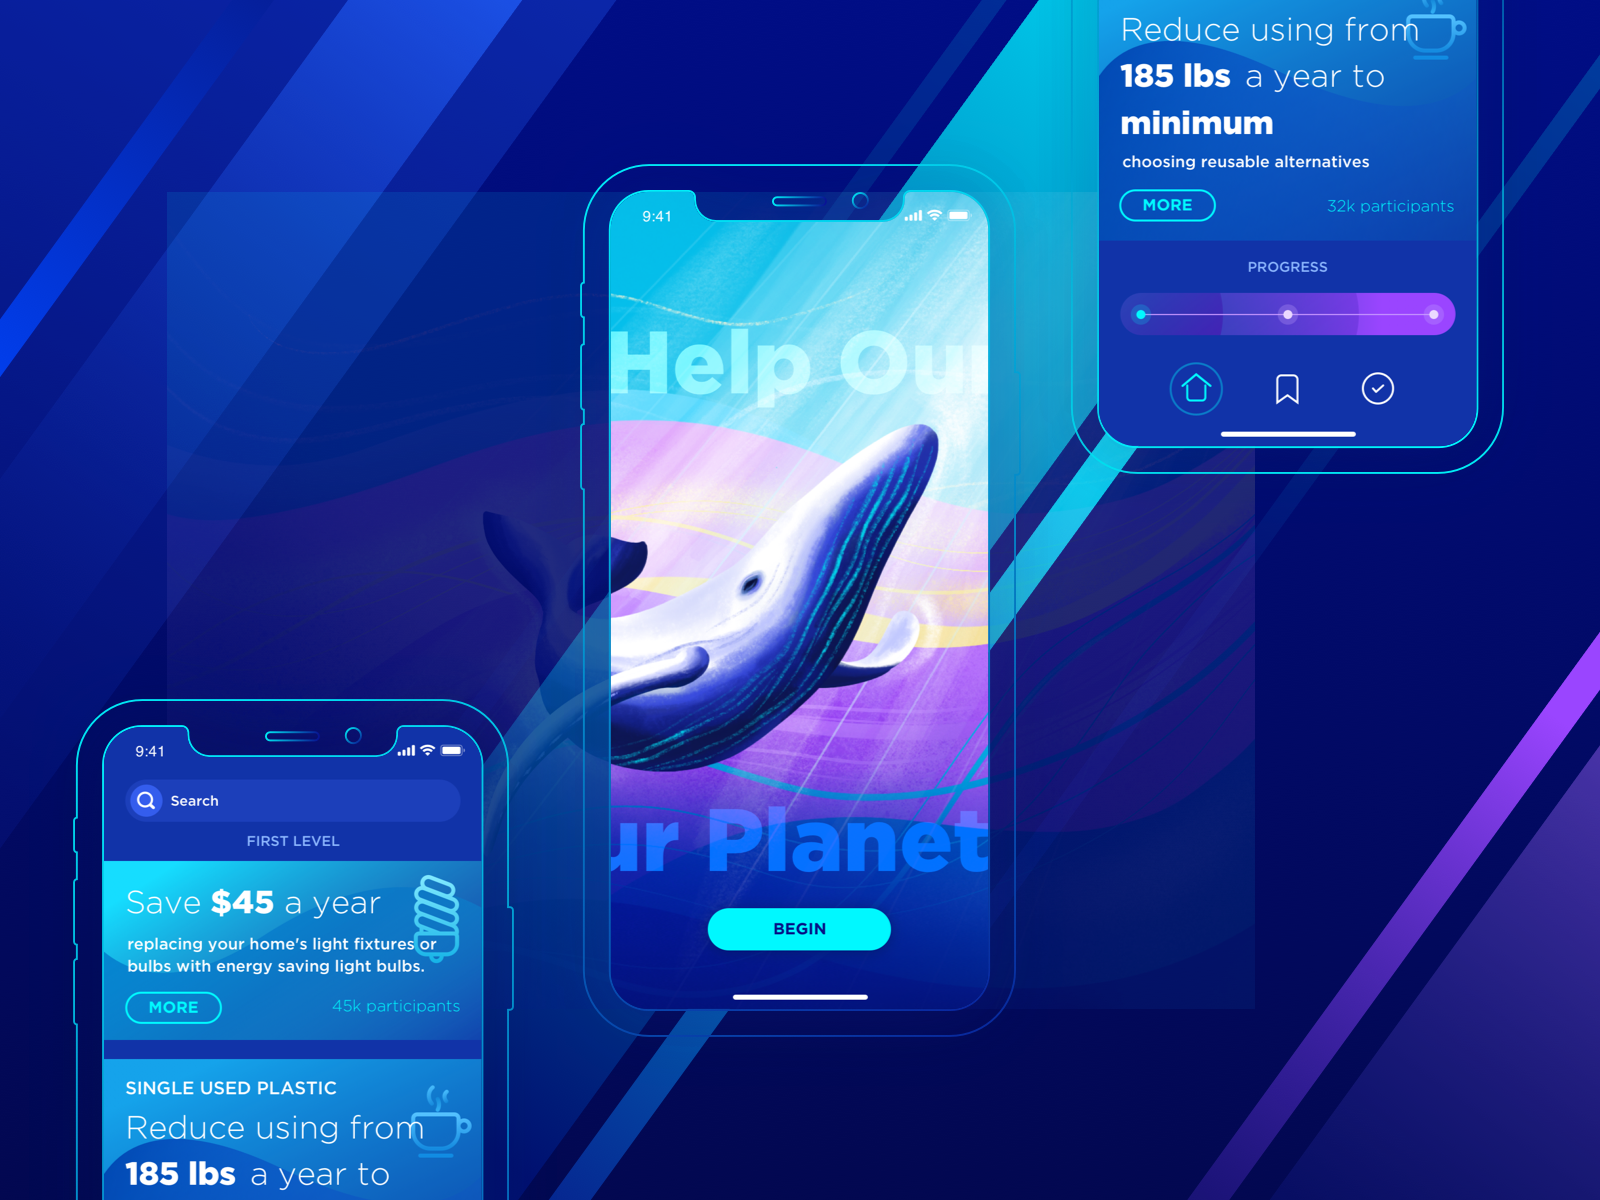 9:41
Search
FIRST LEVEL
Save $45 a year
replacing your home's light fixtures or
bulbs with energy saving light bulbs.
MORE
45k participants
SINGLE USED PLASTIC
Reduce using from
185 lbs a year to
9:41
Help Our
ur Planet
BEGIN
Reduce using from
185 lbs a year to
minimum
choosing reusable alternatives
MORE
32k participants
PROGRESS